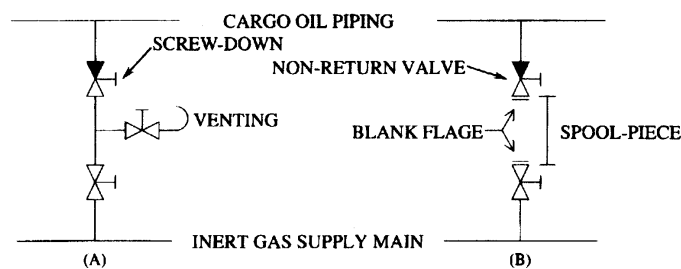 CARGO OIL PIPING
SCREW-DOWN
NON-RETURN VALVE
VENTING
BLANK FLAGE
SPOOL-PIECE
INERT GAS SUPPLY MAIN
(A)
(B)